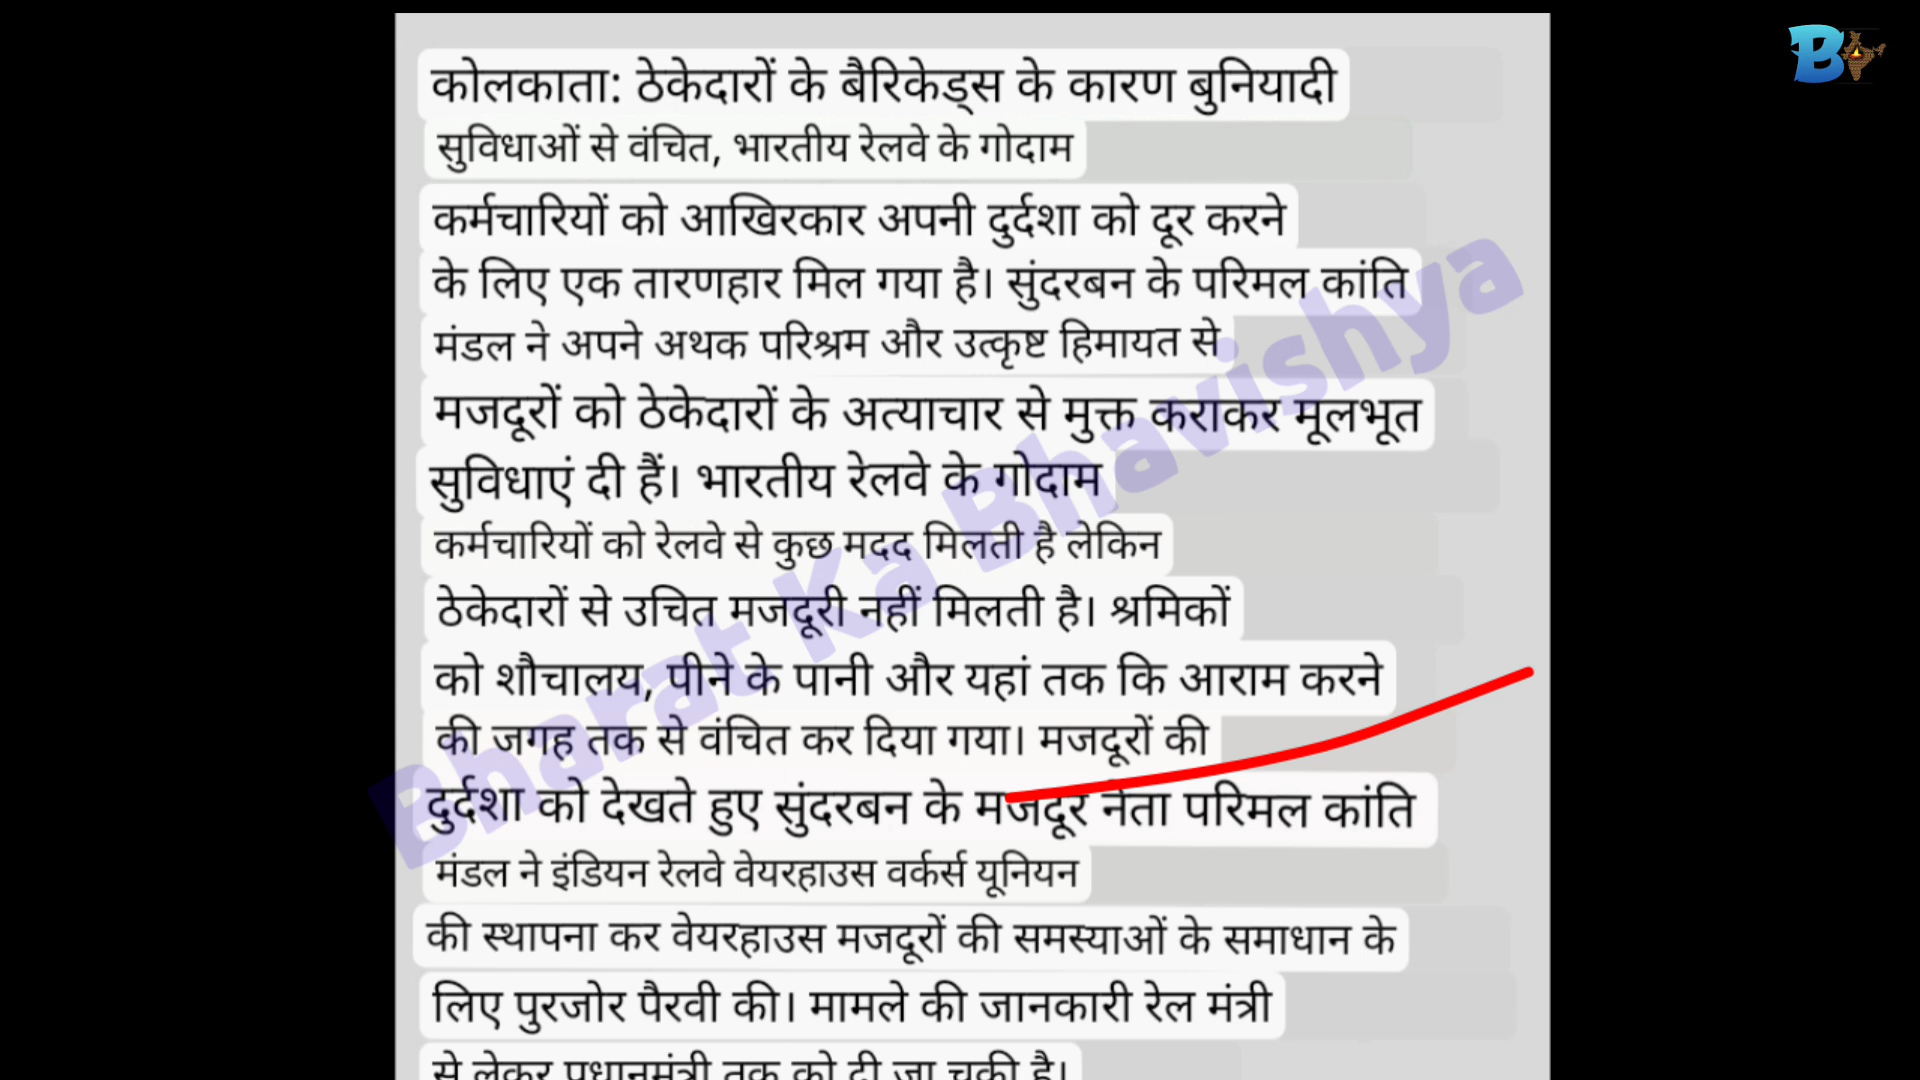 कोलकाता: ठेकेदारों के बैरिकेड्स के कारण बुनियादी
सुविधाओं से वंचित, भारतीय रेलवे के गोदाम
कर्मचारियों को आखिरकार अपनी दुर्दशा को दूर करने
के लिए एक तारणहार मिल गया है। सुंदरबन के परिमल कांति
मंडल ने अपने अथक परिश्रम और उत्कृष्ट हिमायत से
मजदूरों को ठेकेदारों के अत्याचार से मुक्त कराकर मूलभूत
सुविधाएं दी हैं। भारतीय रेलवे के गोदाम
कर्मचारियों को रेलवे से कुछ मदद मिलती है लेकिन
ठेकेदारों से उचित मजदूरी नहीं मिलती है। श्रमिकों
को शौचालय, पीने के पानी और यहां तक कि आराम करने
की जगह तक से वंचित कर दिया गया। मजदूरों की
दुर्दशा को देखते हुए सुंदरबन के मजदूर नेता परिमल कांति
मंडल ने इंडियन रेलवे वेयरहाउस वर्कर्स यूनियन
की स्थापना कर वेयरहाउस मजदूरों की समस्याओं के समाधान के
लिए पुरजोर पैरवी की। मामले की जानकारी रेल मंत्री
से लेकर प्रधानमंत्री तक को दी जा चुकी है।
Bharat Ka Bhavishya
B